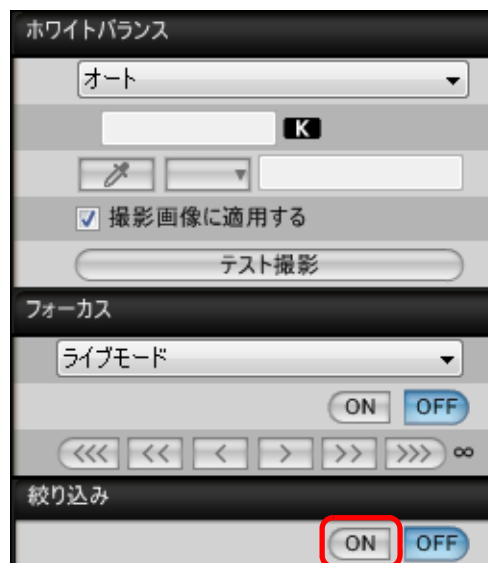 ホワイトバランス
オート
K
撮影画像に適用する
テスト撮影
フォーカス
ライブモード
ON OFF
<<< << < > >> >>> ∞
絞り込み
ON OFF